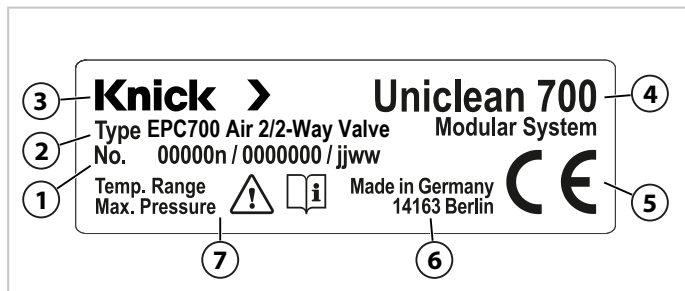 Knick >
Uniclean 700
Modular System
Type EPC700 Air 2/2-Way Valve
No. 00000n / 0000000 / jjww
Temp. Range
Max. Pressure
i
Made in Germany
14163 Berlin
CE
1
2
3
4
5
6
7